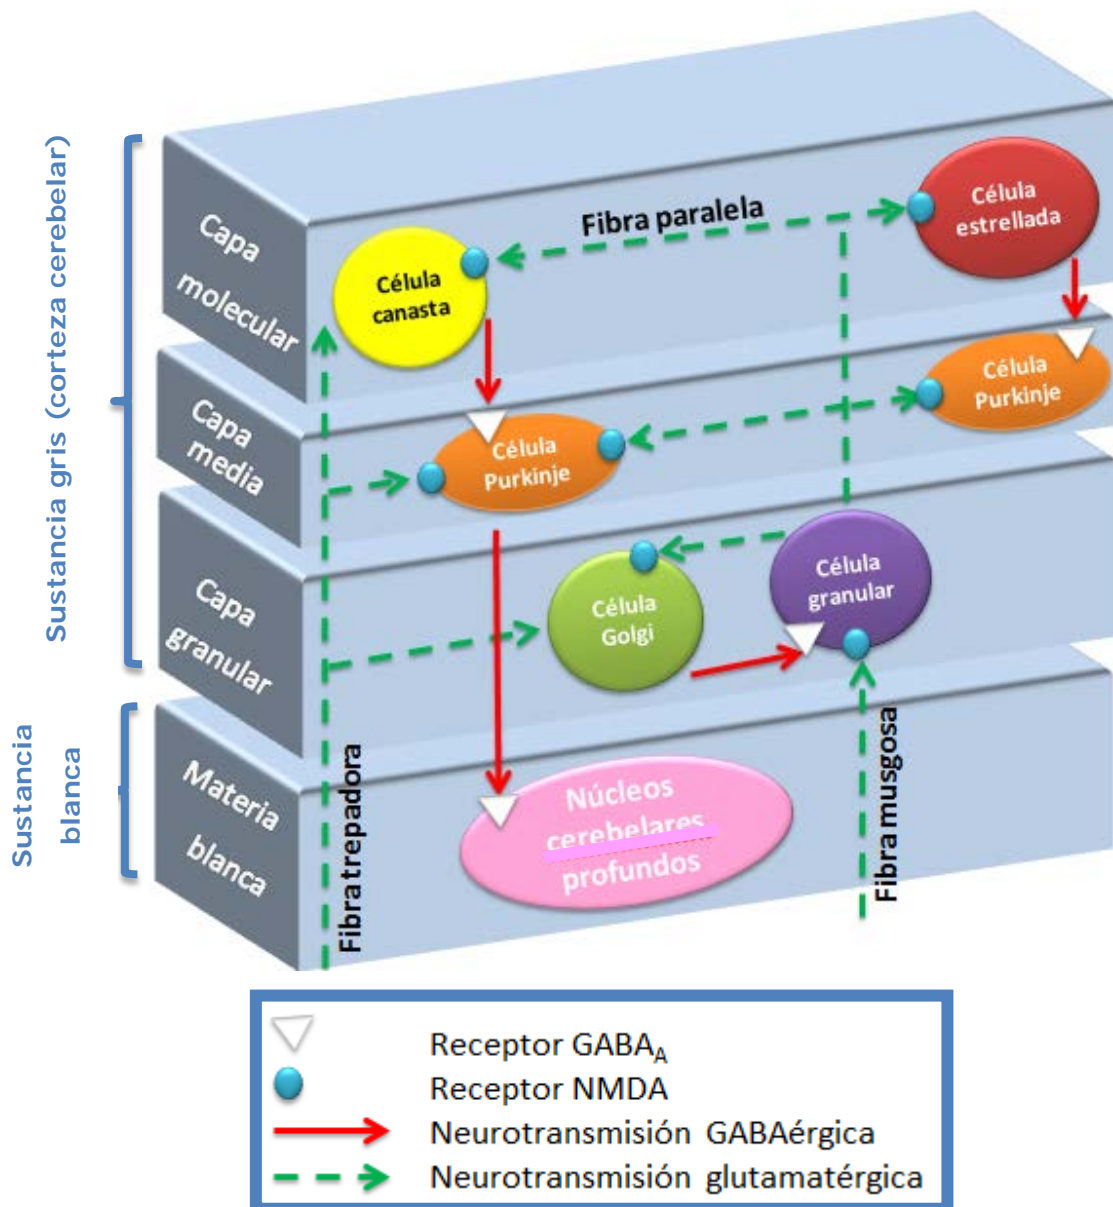 Sustancia gris (corteza cerebelar)
Capa
molecular
Fibra paralela
Célula
estrellada
Célula
canasta
Capa
media
Célula
Purkinje
Célula
Purkinje
Capa
granular
Célula
Golgi
Célula
granular
Sustancia
blanca
Materia
blanca
Fibra trepadora
Núcleos
cerebelares
profundos
Fibra musgosa
Receptor GABAA
Receptor NMDA
Neurotransmisión GABAérgica
Neurotransmisión glutamatérgica